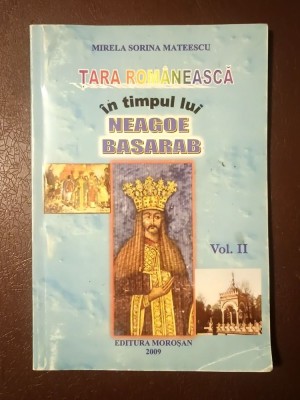 MIRELA SORINA MATEESCU
ȚARA ROMÂNEASCĂ
în timpul lui
NEAGOE
BASARAB
Vol. II
EDITURA MOROȘAN
2009